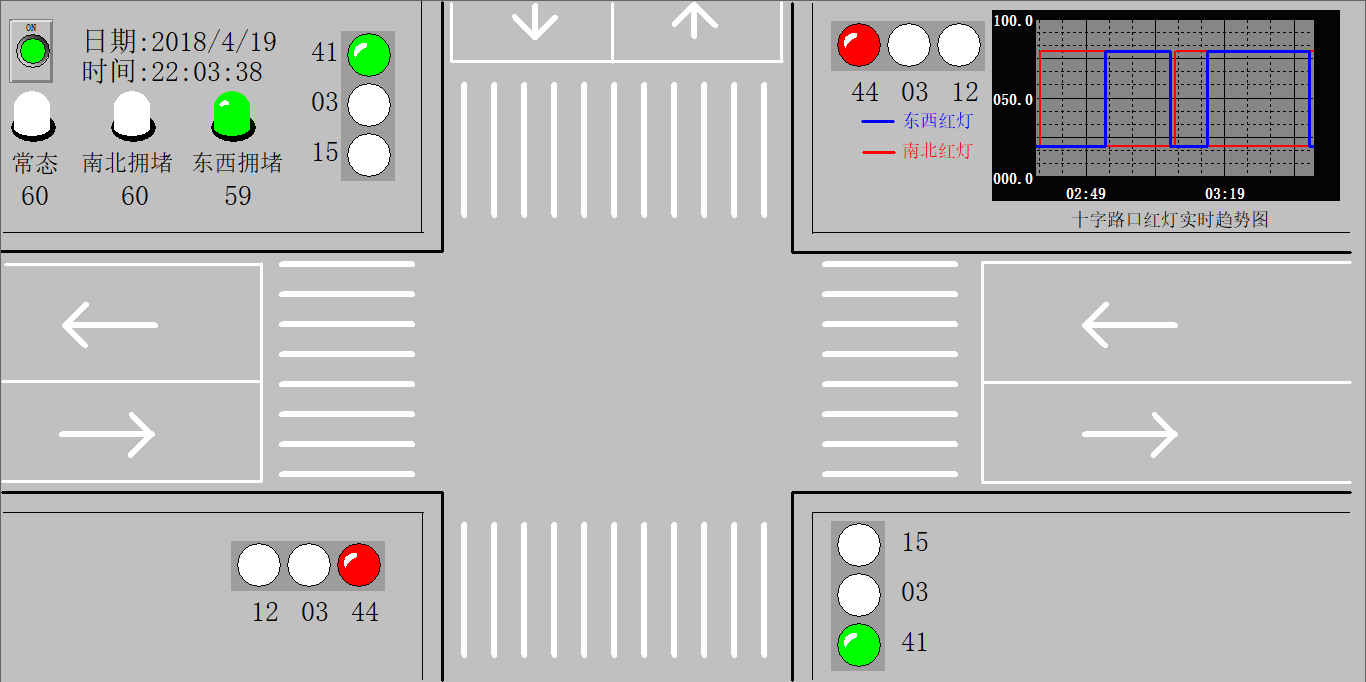 ON
日期:2018/4/19
时间:22:03:38
常态 南北拥堵 东西拥堵
60 60 59
41
03
15
44 03 12
东西红灯
南北红灯
100.0
050.0
000.0
02:49 03:19
十字路口红灯实时趋势图
12 03 44
15
03
41